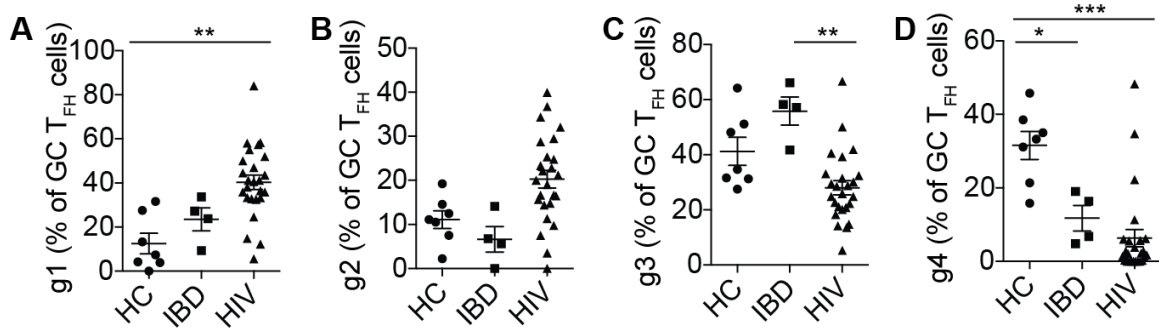 A
g1 (% of GC TFH cells)
100
80
60
40
20
0
**
HC
IBD
HIV
B
g2 (% of GC TFH cells)
50
40
30
20
10
0
HC
IBD
HIV
C
g3 (% of GC TFH cells)
80
60
40
20
0
**
HC
IBD
HIV
D
g4 (% of GC TFH cells)
60
40
20
0
***
*
HC
IBD
HIV